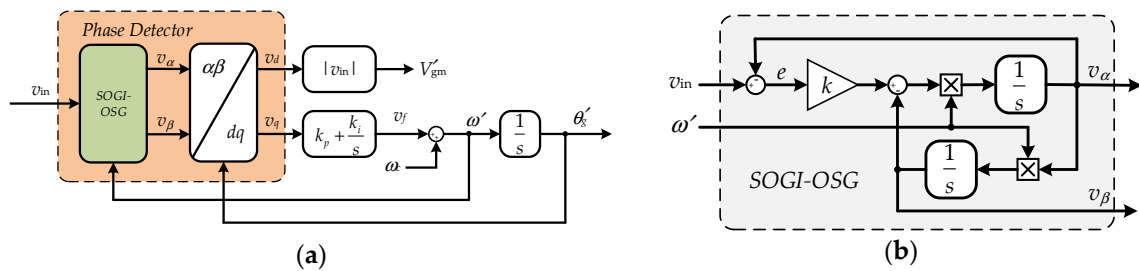 Phase Detector
v_in
SOGI-OSG
v_α
v_β
αβ
dq
v_d
v_q
|v_in|
V'_gm
k_p + k_i/s
v_f
ω'
1/s
θ'_g
(a)
v_in
e
k
1/s
v_α
ω'
1/s
SOGI-OSG
v_β
(b)